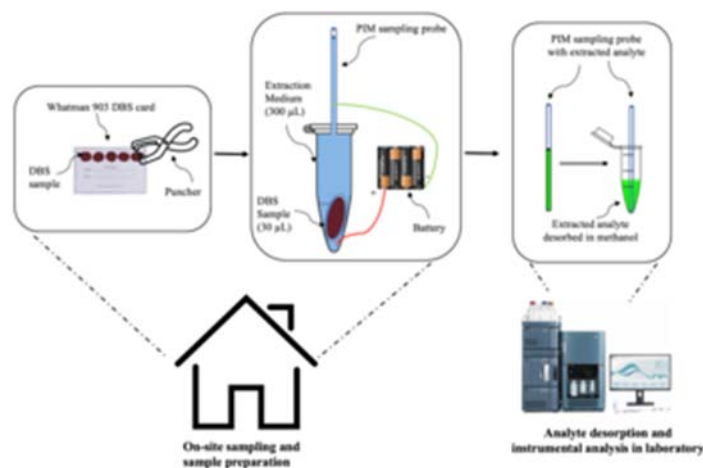 Whatman 903 DBS card
DBS
sample
Puncher
PIM sampling probe
Extraction
Medium
(300 µL)
DBS
Sample
(30 µL)
Battery
PIM sampling probe
with extracted analyte
Extracted analyte
desorbed in methanol
On-site sampling and
sample preparation
Analyte desorption and
instrumental analysis in laboratory